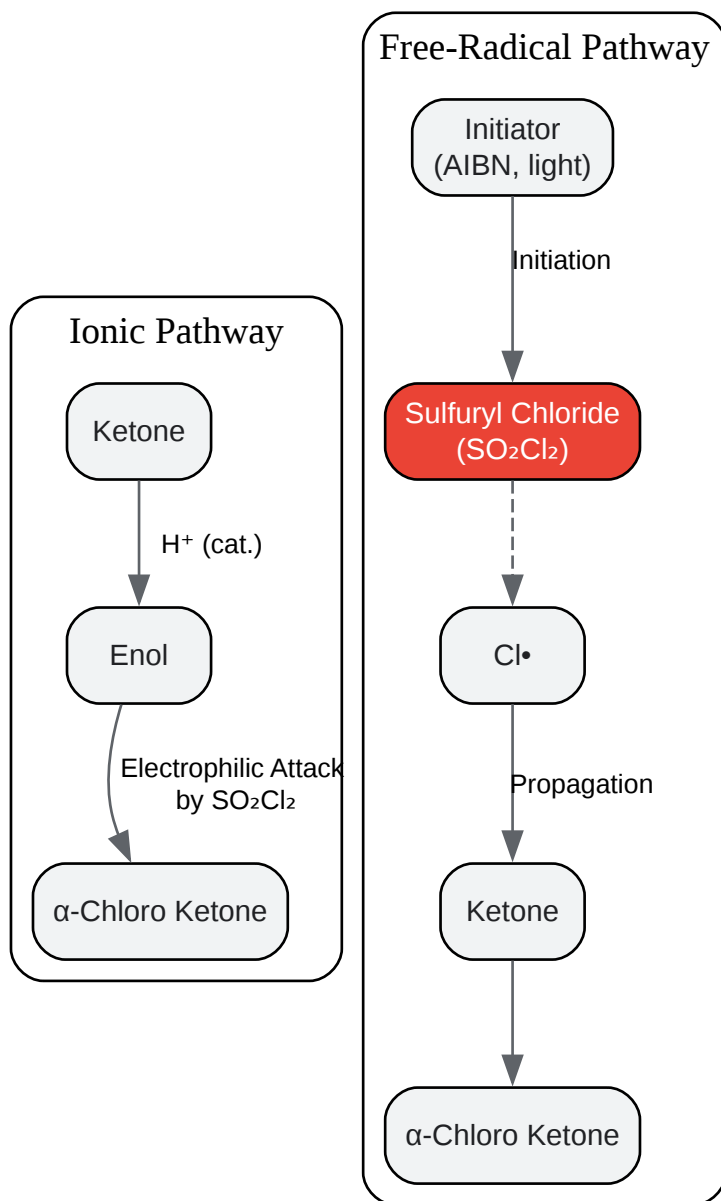 Ionic Pathway
Ketone
H⁺ (cat.)
Enol
Electrophilic Attack
by SO₂Cl₂
α-Chloro Ketone
Free-Radical Pathway
Initiator
(AIBN, light)
Initiation
Sulfuryl Chloride
(SO₂Cl₂)
Cl•
Propagation
Ketone
α-Chloro Ketone